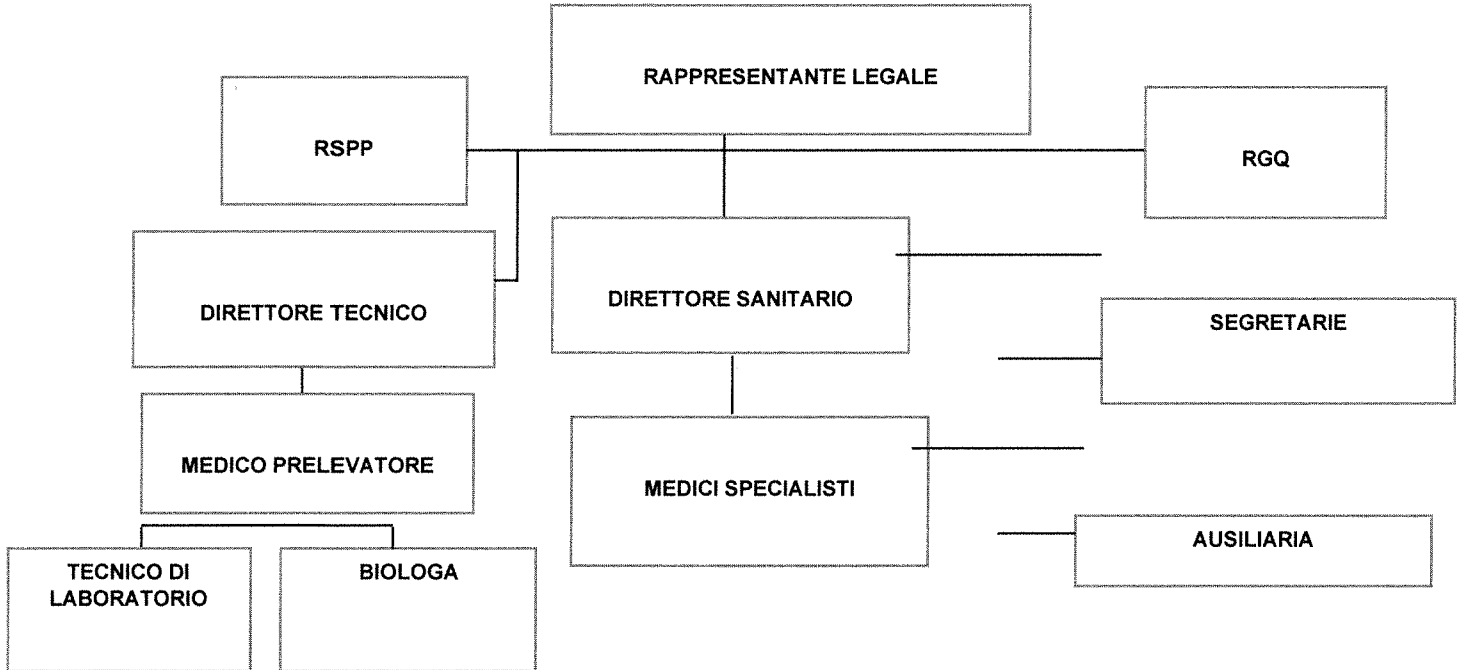 RAPPRESENTANTE LEGALE
RSPP
RGQ
DIRETTORE TECNICO
DIRETTORE SANITARIO
SEGRETARIE
MEDICO PRELEVATORE
MEDICI SPECIALISTI
AUSILIARIA
TECNICO DI
LABORATORIO
BIOLOGA